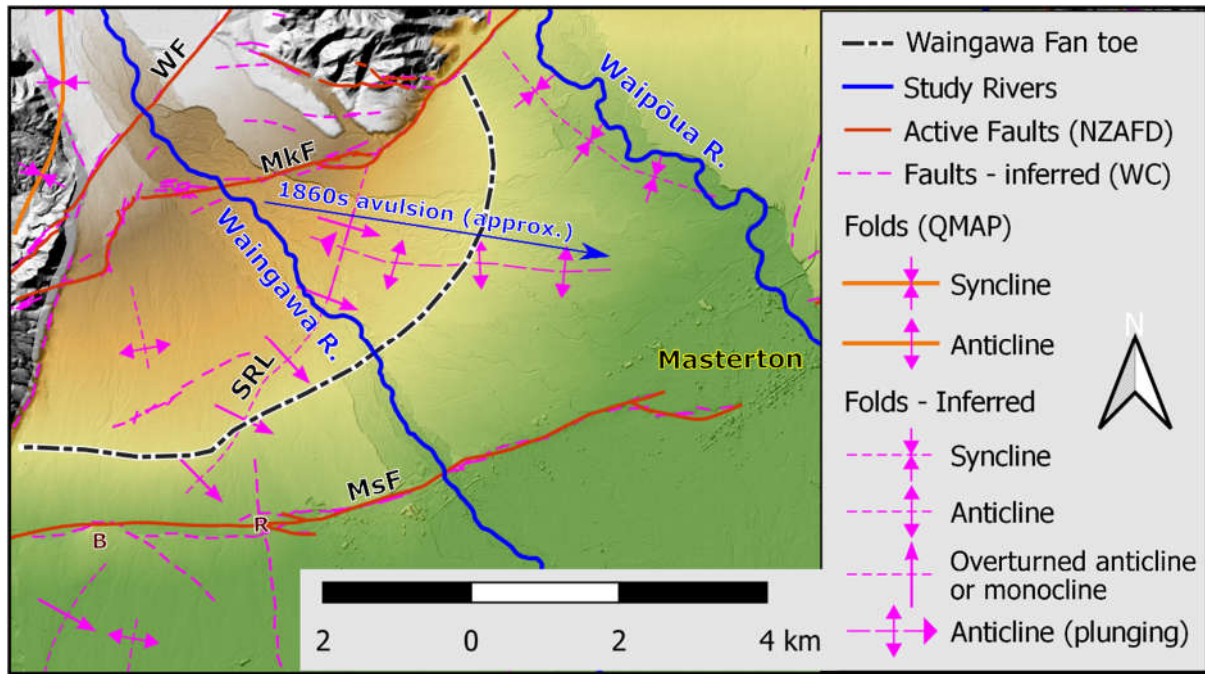 WF
MkF
1860s avulsion (approx.)
Waingawa R.
Waipōua R.
SRL
Masterton
MsF
B
R
2 0 2 4 km
Waingawa Fan toe
Study Rivers
Active Faults (NZAFD)
Faults - inferred (WC)
Folds (QMAP)
Syncline
Anticline
N
Folds - Inferred
Syncline
Anticline
Overturned anticline
or monocline
Anticline (plunging)